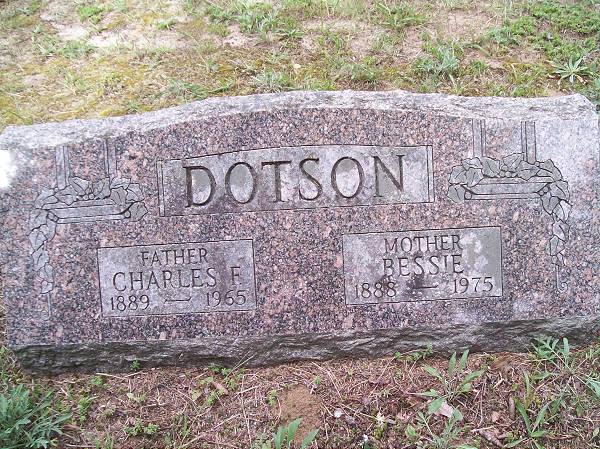 DOTSON
FATHER
CHARLES F
1889 — 1965
MOTHER
BESSIE
1888 — 1975